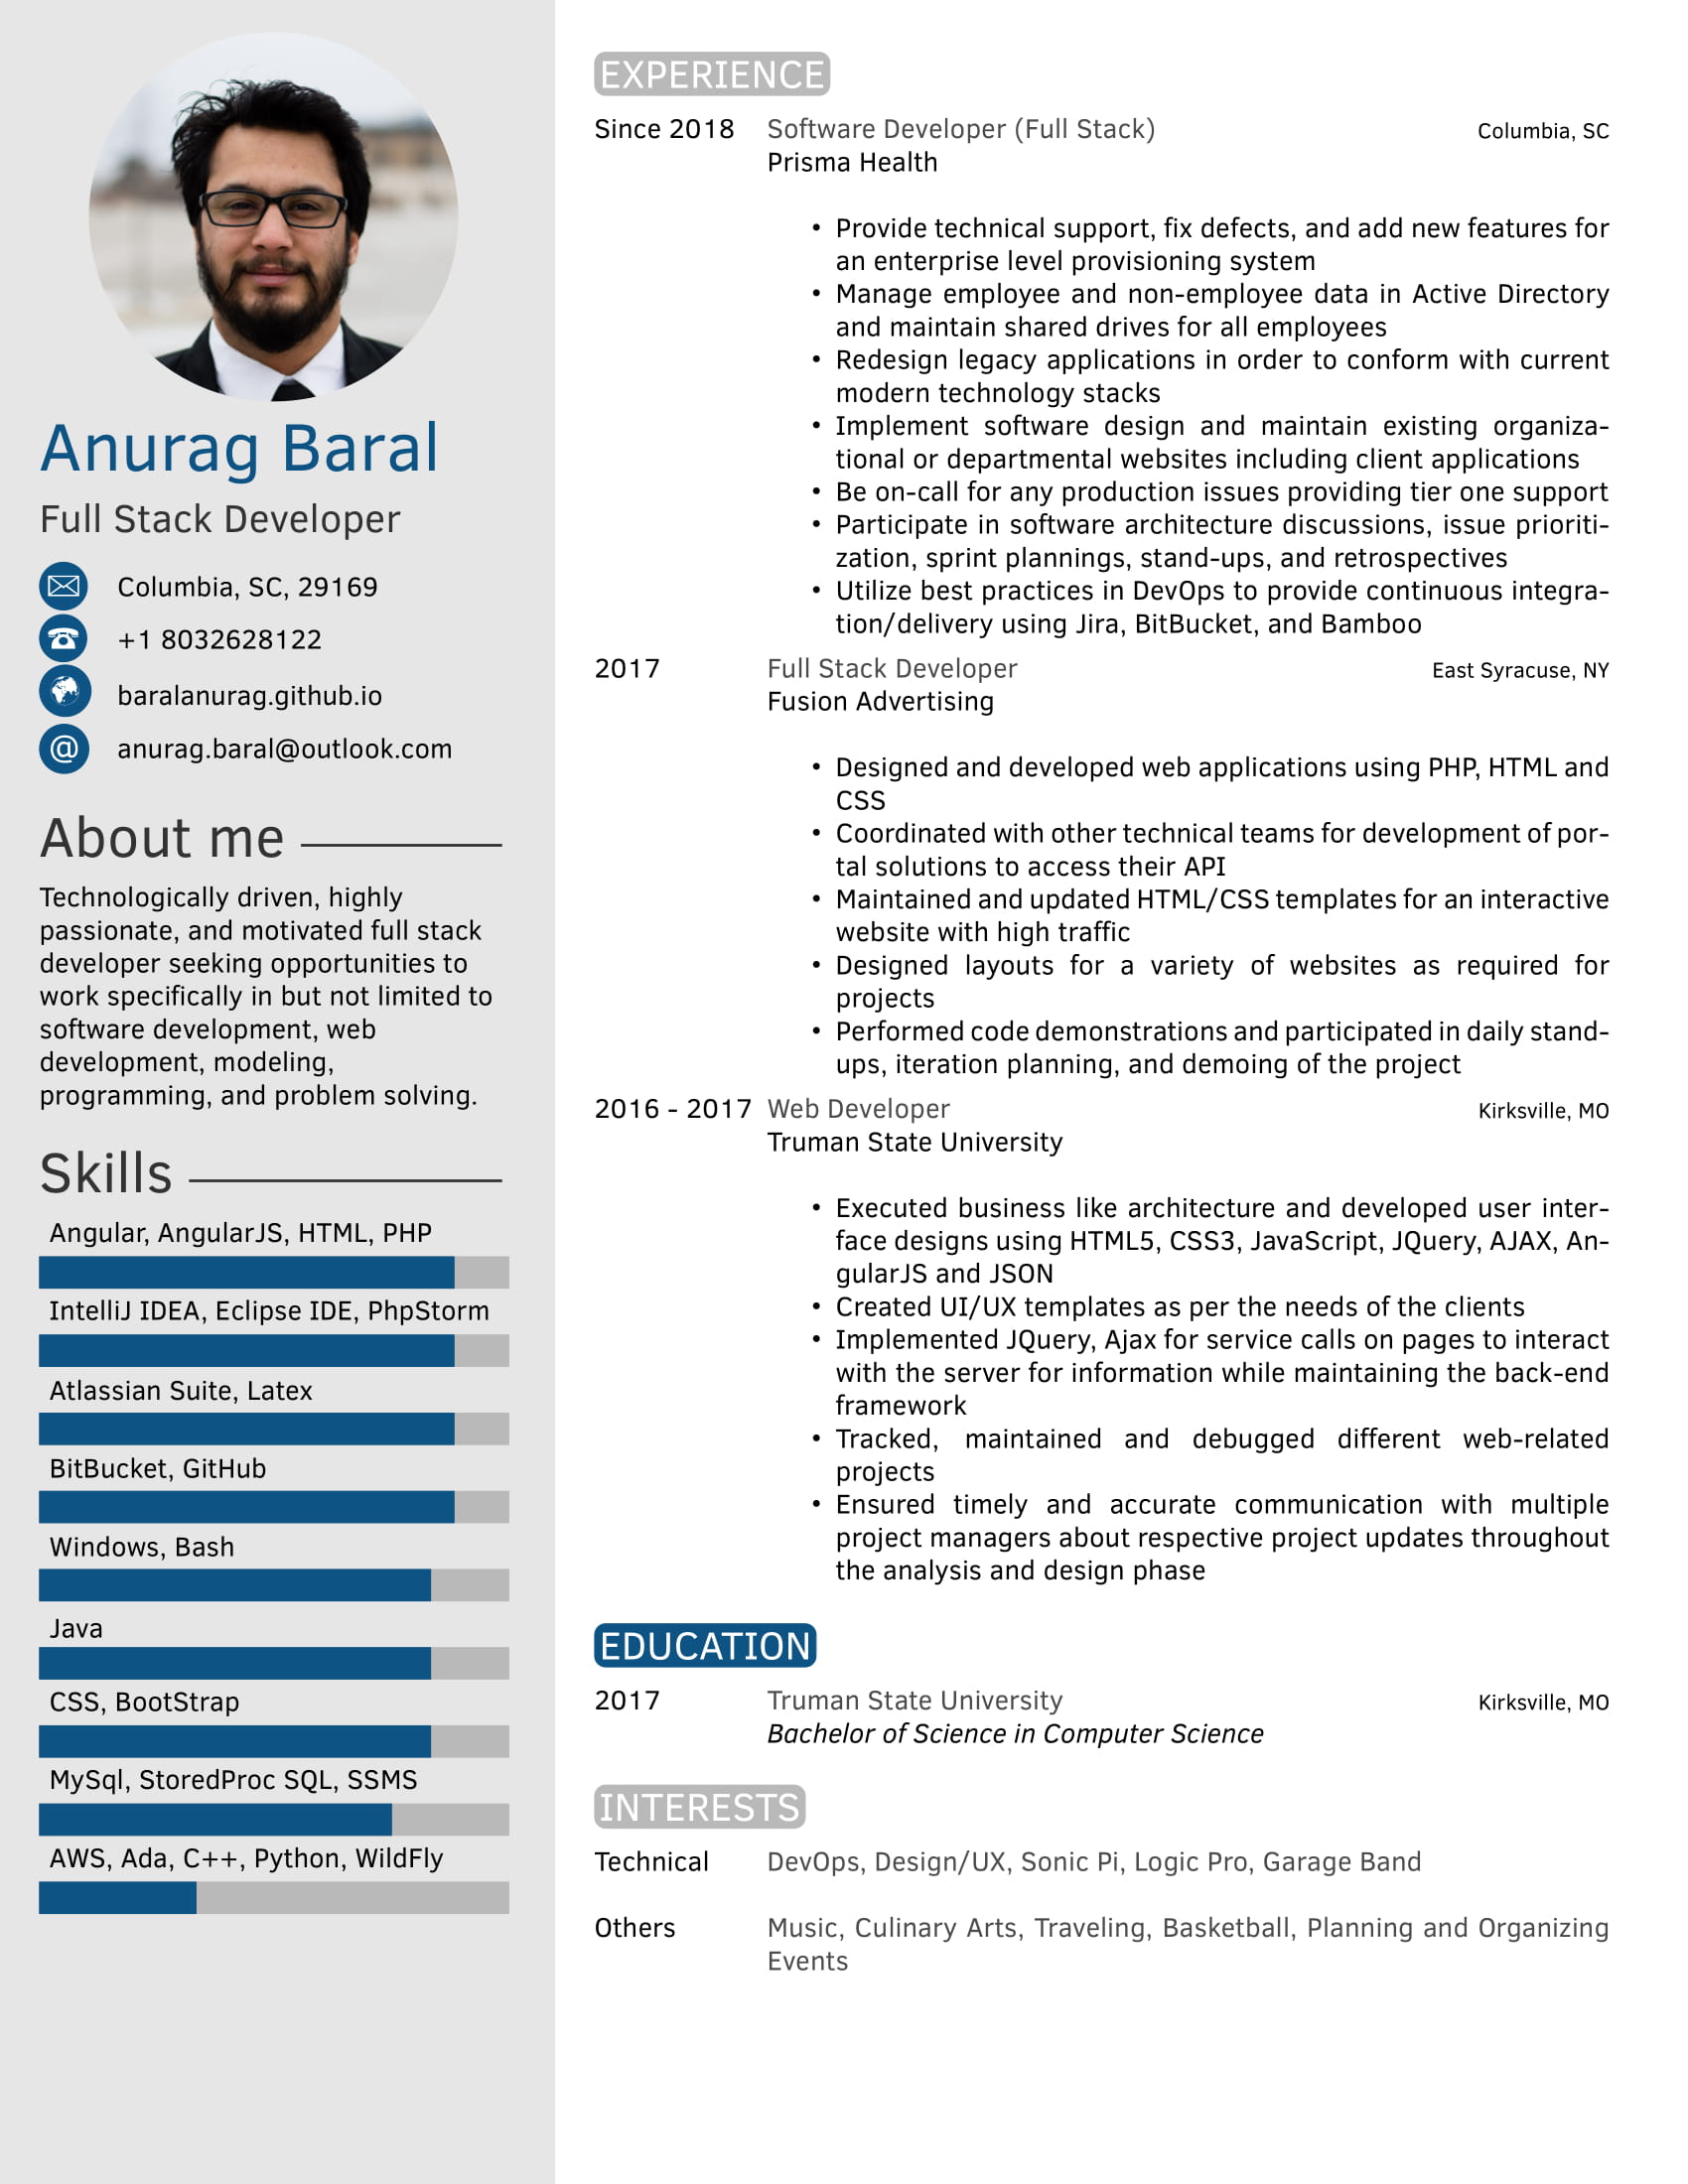 Anurag Baral
Full Stack Developer
Columbia, SC, 29169
+1 8032628122
baralanurag.github.io
@ anurag.baral@outlook.com
About me
Technologically driven, highly
passionate, and motivated full stack
developer seeking opportunities to
work specifically in but not limited to
software development, web
development, modeling,
programming, and problem solving.
Skills
Angular, AngularJS, HTML, PHP
IntelliJ IDEA, Eclipse IDE, PhpStorm
Atlassian Suite, Latex
BitBucket, GitHub
Windows, Bash
Java
CSS, BootStrap
MySql, StoredProc SQL, SSMS
AWS, Ada, C++, Python, WildFly
EXPERIENCE
Since 2018 Software Developer (Full Stack) Columbia, SC
Prisma Health
• Provide technical support, fix defects, and add new features for
an enterprise level provisioning system
• Manage employee and non-employee data in Active Directory
and maintain shared drives for all employees
• Redesign legacy applications in order to conform with current
modern technology stacks
• Implement software design and maintain existing organiza-
tional or departmental websites including client applications
• Be on-call for any production issues providing tier one support
• Participate in software architecture discussions, issue prioriti-
zation, sprint plannings, stand-ups, and retrospectives
• Utilize best practices in DevOps to provide continuous integra-
tion/delivery using Jira, BitBucket, and Bamboo
2017 Full Stack Developer East Syracuse, NY
Fusion Advertising
• Designed and developed web applications using PHP, HTML and
CSS
• Coordinated with other technical teams for development of por-
tal solutions to access their API
• Maintained and updated HTML/CSS templates for an interactive
website with high traffic
• Designed layouts for a variety of websites as required for
projects
• Performed code demonstrations and participated in daily stand-
ups, iteration planning, and demoing of the project
2016 - 2017 Web Developer Kirksville, MO
Truman State University
• Executed business like architecture and developed user inter-
face designs using HTML5, CSS3, JavaScript, JQuery, AJAX, An-
gularJS and JSON
• Created UI/UX templates as per the needs of the clients
• Implemented JQuery, Ajax for service calls on pages to interact
with the server for information while maintaining the back-end
framework
• Tracked, maintained and debugged different web-related
projects
• Ensured timely and accurate communication with multiple
project managers about respective project updates throughout
the analysis and design phase
EDUCATION
2017 Truman State University Kirksville, MO
Bachelor of Science in Computer Science
INTERESTS
Technical DevOps, Design/UX, Sonic Pi, Logic Pro, Garage Band
Others Music, Culinary Arts, Traveling, Basketball, Planning and Organizing
Events